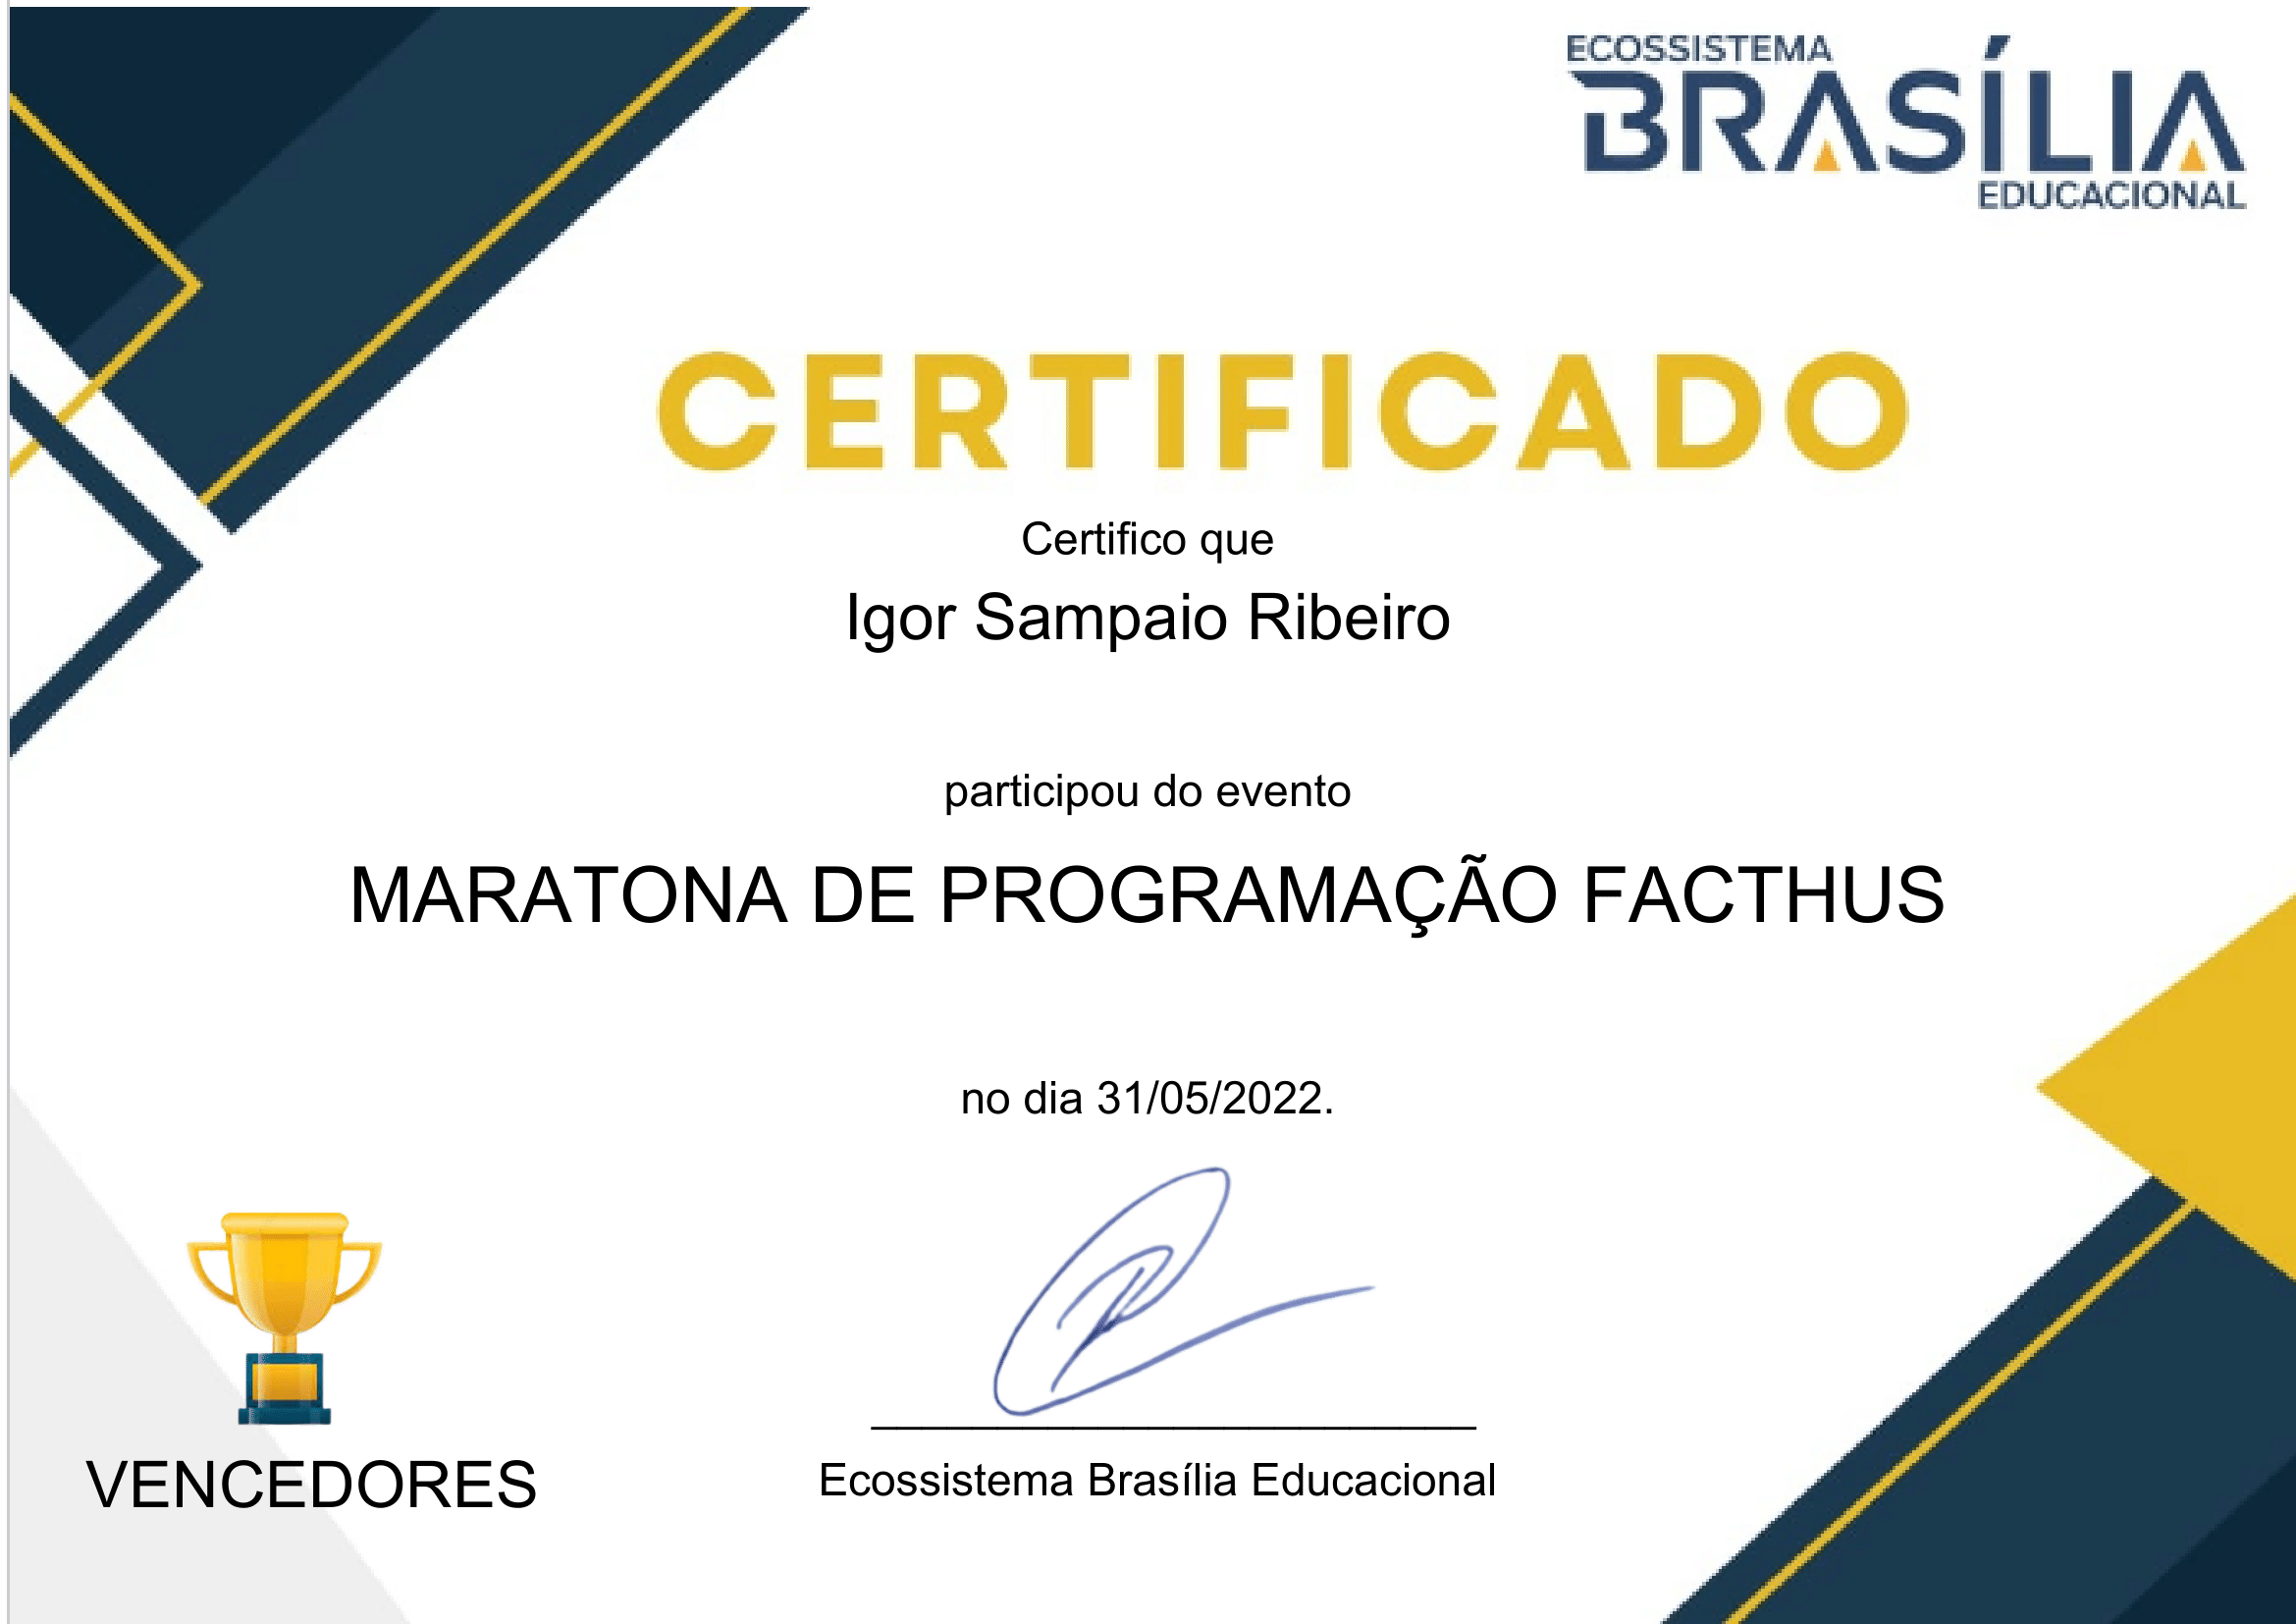 ECOSSISTEMA
BRASÍLIA
EDUCACIONAL
CERTIFICADO
Certifico que
Igor Sampaio Ribeiro
participou do evento
MARATONA DE PROGRAMAÇÃO FACTHUS
no dia 31/05/2022.
VENCEDORES
Ecossistema Brasília Educacional